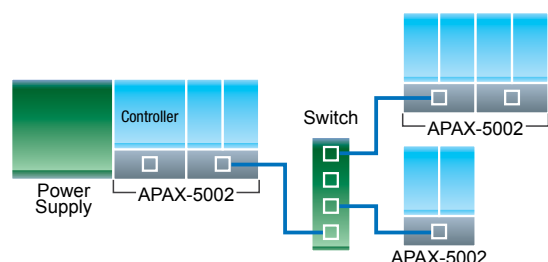 Controller
Switch
APAX-5002
Power
Supply
APAX-5002
APAX-5002